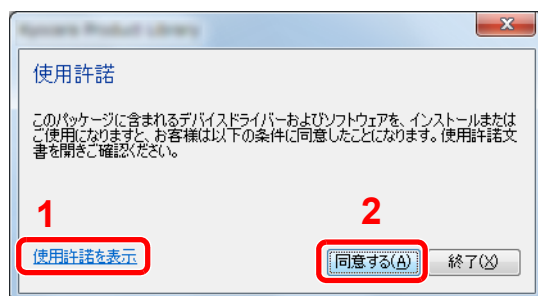 Kyocera Product Library
使用許諾
このパッケージに含まれるデバイスドライバーおよびソフトウェアを、インストールまたは
ご使用になりますと、お客様は以下の条件に同意したことになります。使用許諾文
書を開きご確認ください。
1
2
使用許諾を表示
同意する(A)
終了(X)